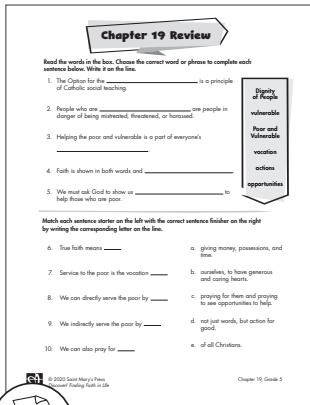 Chapter 19 Review
Read the words in the box. Choose the correct word or phrase to complete each
sentence below. Write it on the line.
1. The Option for the ____________ is a principle
of Catholic social teaching.
2. People who are ____________ are people in
danger of being mistreated, threatened, or harassed.
3. Helping the poor and vulnerable is a part of everyone's
____________.
4. Faith is shown in both words and ____________.
5. We must ask God to show us ____________ to
help those who are poor.
Dignity
of People
vulnerable
Poor and
Vulnerable
vocation
actions
opportunities
Match each sentence starter on the left with the correct sentence finisher on the right
by writing the corresponding letter on the line.
6. True faith means ____
7. Service to the poor is the vocation ____
8. We can directly serve the poor by ____
9. We indirectly serve the poor by ____
10. We can also pray for ____
a. giving money, possessions, and
time.
b. ourselves, to have generous
and caring hearts.
c. praying for them and praying
to see opportunities to help.
d. not just words, but action for
good.
e. of all Christians.
© 2020 Saint Mary's Press
Discover! Finding Faith in Life
Chapter 19, Grade 5